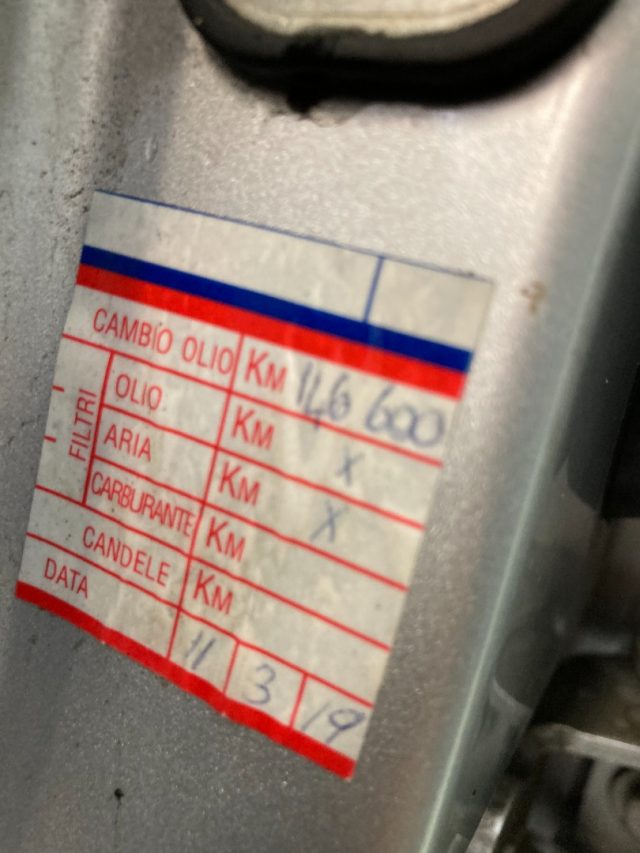 CAMBIO OLIO KM 146 600
FILTRI
OLIO KM X
ARIA KM X
CARBURANTE KM
CANDELE KM
DATA 11 3 19